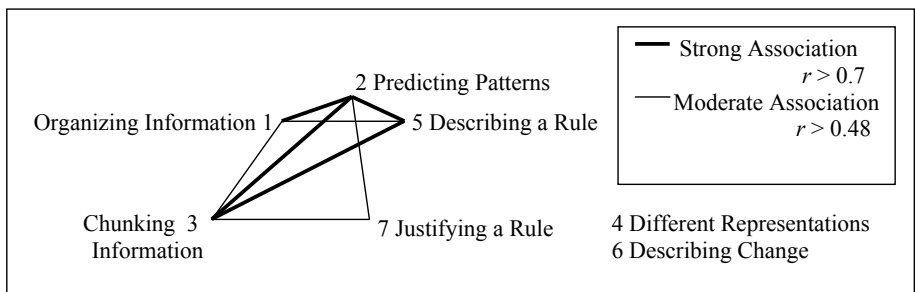 Strong Association
r > 0.7
2 Predicting Patterns
Moderate Association
r > 0.48
Organizing Information 1
5 Describing a Rule
Chunking 3
Information
7 Justifying a Rule
4 Different Representations
6 Describing Change